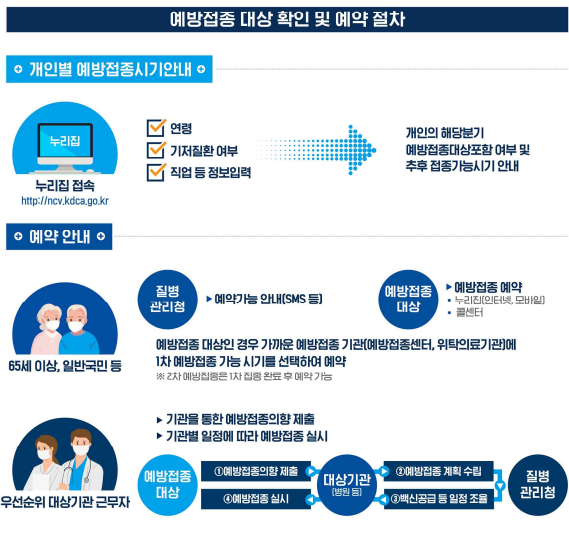 예방접종 대상 확인 및 예약 절차
개인별 예방접종시기안내
누리집
누리집 접속
http://ncv.kdca.go.kr
연령
기저질환 여부
직업 등 정보입력
개인의 해당분기
예방접종대상포함 여부 및
추후 접종가능시기 안내
예약 안내
65세 이상, 일반국민 등
질병
관리청
▶ 예약가능 안내(SMS 등)
예방접종
대상
▶ 예방접종 예약
• 누리집(인터넷, 모바일)
• 콜센터
예방접종 대상인 경우 가까운 예방접종 기관(예방접종센터, 위탁의료기관)에
1차 예방접종 가능 시기를 선택하여 예약
※ 2차 예방접종은 1차 접종 완료 후 예약 가능
우선순위 대상기관 근무자
▶ 기관을 통한 예방접종의향 제출
▶ 기관별 일정에 따라 예방접종 실시
예방접종
대상
①예방접종의향 제출
④예방접종 실시
대상기관
(병원 등)
②예방접종 계획 수립
③백신공급 등 일정 조율
질병
관리청